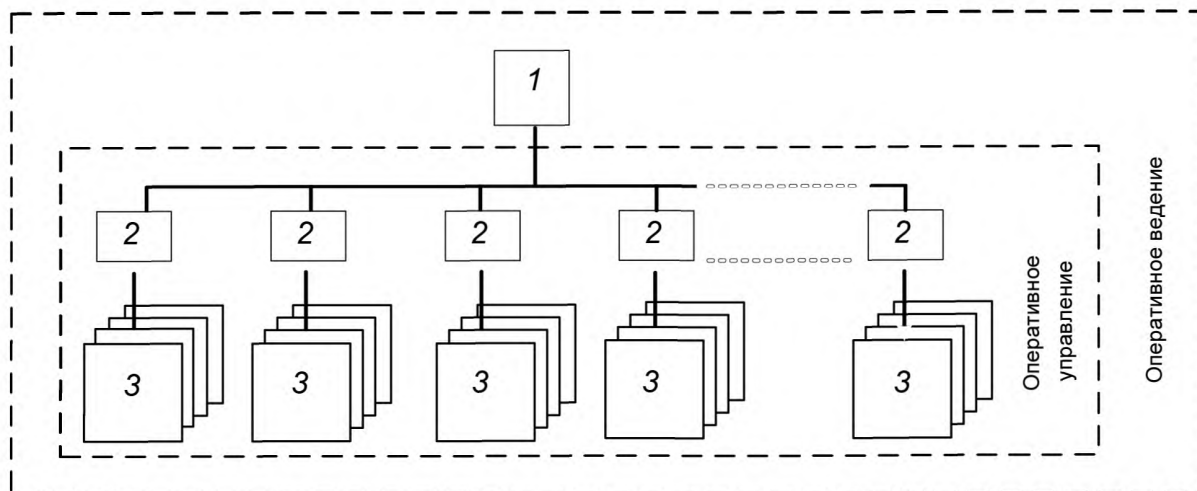 1
2 2 2 2 2
3 3 3 3 3
Оперативное
управление
Оперативное ведение